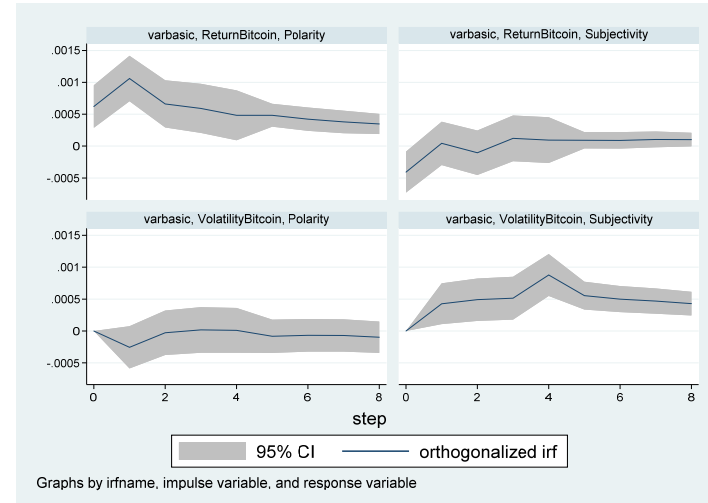 varbasic, ReturnBitcoin, Polarity
varbasic, ReturnBitcoin, Subjectivity
.0015
.001
.0005
0
-.0005
varbasic, VolatilityBitcoin, Polarity
varbasic, VolatilityBitcoin, Subjectivity
.0015
.001
.0005
0
-.0005
0 2 4 6 8
0 2 4 6 8
step
95% CI
orthogonalized irf
Graphs by irfname, impulse variable, and response variable